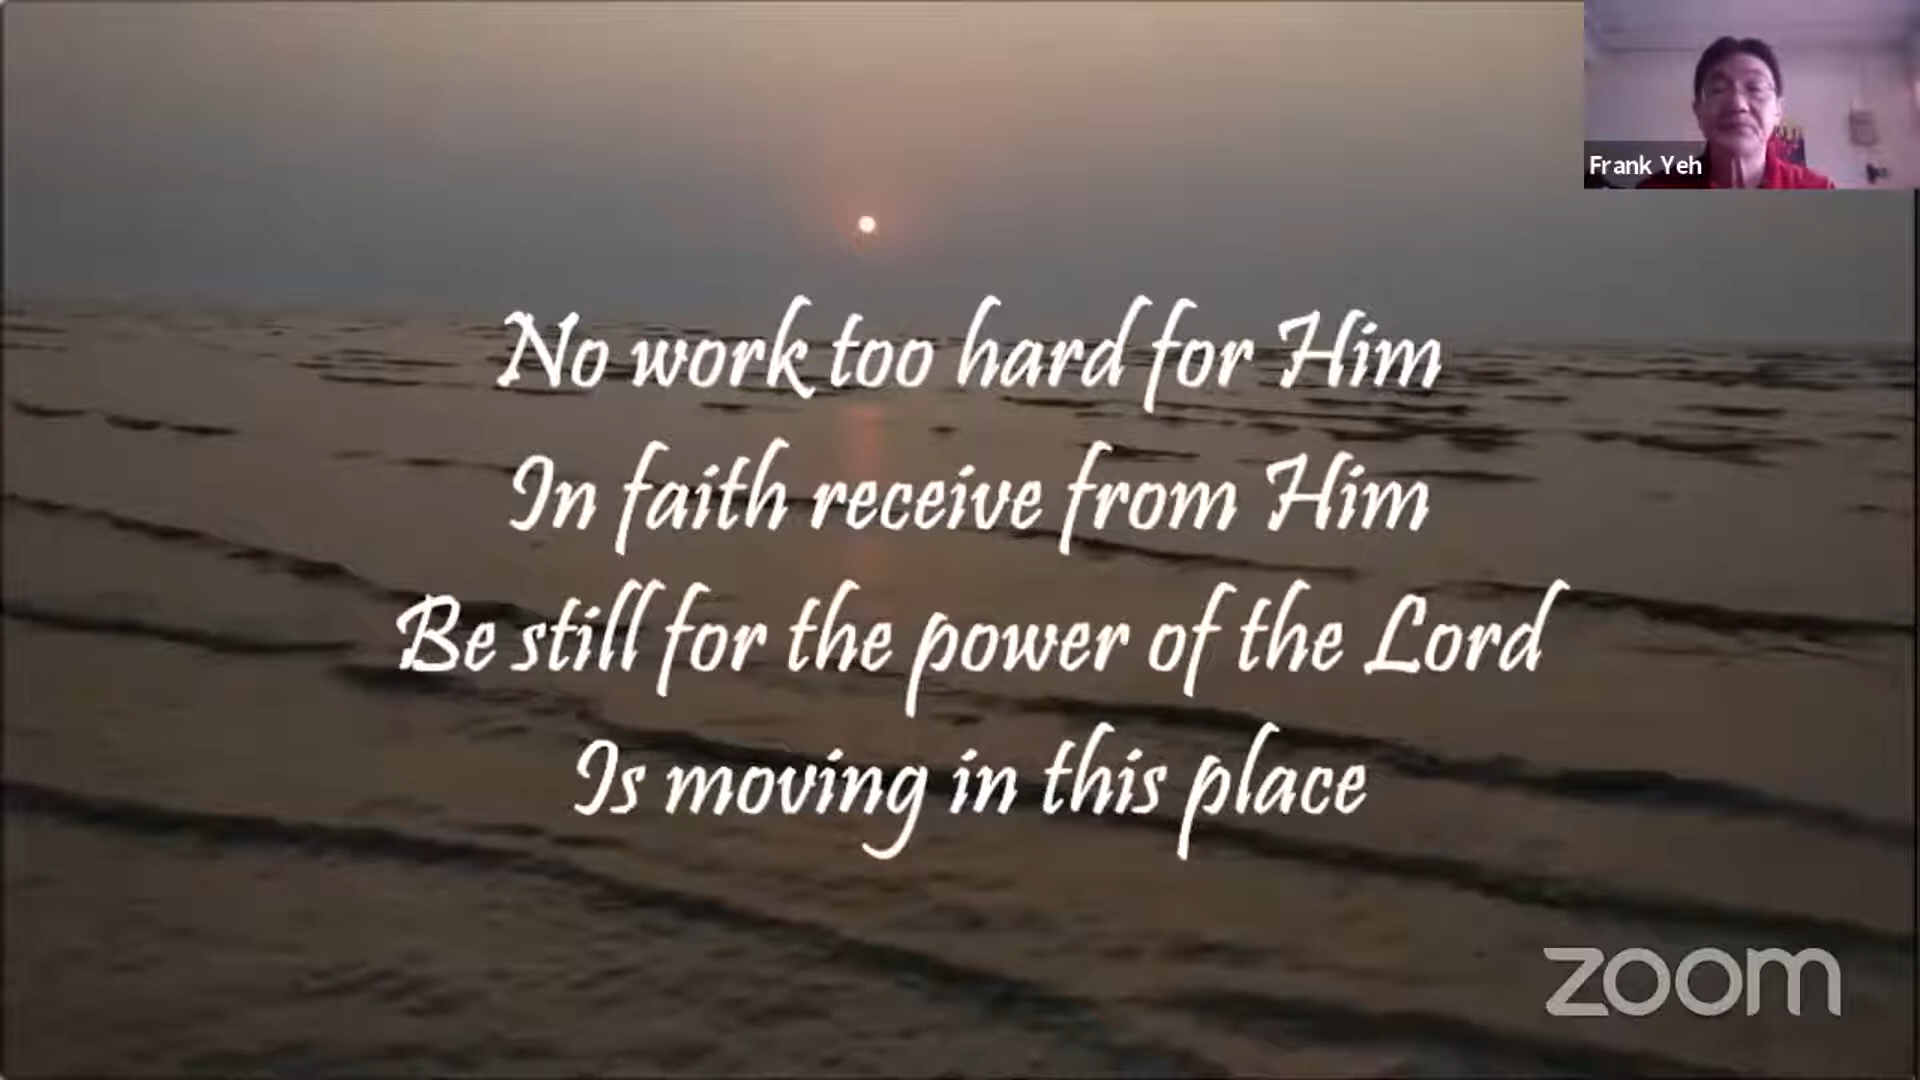 Frank Yeh
No work too hard for Him
In faith receive from Him
Be still for the power of the Lord
Is moving in this place
zoom